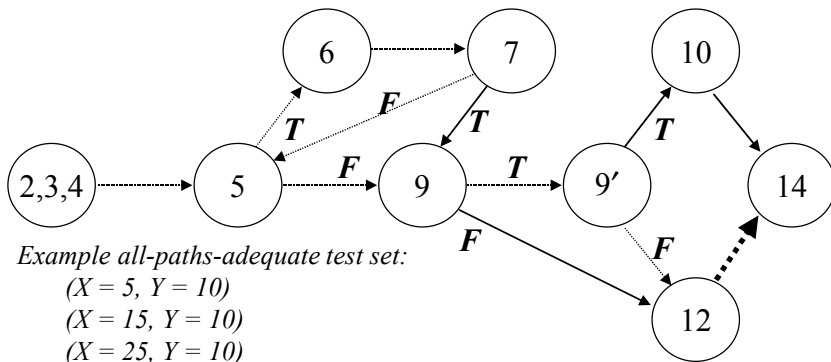 6
7
10
F
T
T
T
2,3,4
5
F
9
T
9′
14
F
F
12
Example all-paths-adequate test set:
(X = 5, Y = 10)
(X = 15, Y = 10)
(X = 25, Y = 10)